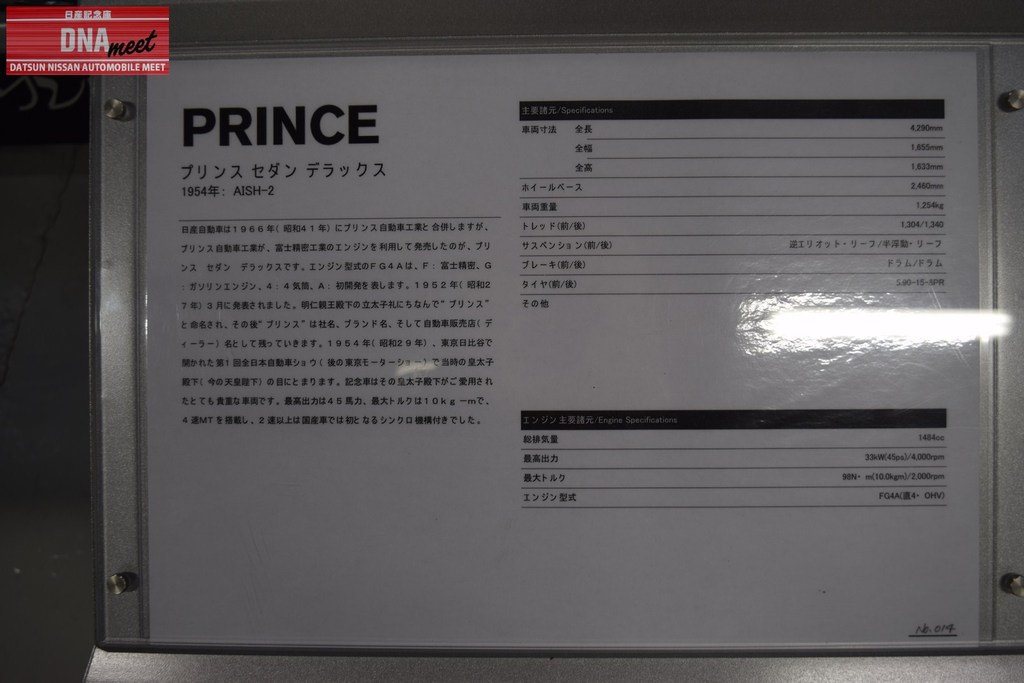 日産記念庫
DNA meet
DATSUN NISSAN AUTOMOBILE MEET
PRINCE
プリンス セダン デラックス
1954年: AISH-2
日産自動車は1966年(昭和41年)にプリンス自動車工業と合併しますが、
プリンス自動車工業が、富士精密工業のエンジンを利用して発売したのが、プリ
ンス セダン デラックスです。エンジン型式のFG4Aは、F:富士精密、G
:ガソリンエンジン、4:4気筒、A:初開発を表します。1952年(昭和2
7年)3月に発表されました。明仁親王殿下の立太子礼にちなんで“プリンス”
と命名され、その後“プリンス”は社名、ブランド名、そして自動車販売店(デ
ィーラー)名として残っていきます。1954年(昭和29年)、東京日比谷で
開かれた第1回全日本自動車ショウ(後の東京モーターショー)で当時の皇太子
殿下(今の天皇陛下)の目にとまります。記念車はその皇太子殿下がご愛用され
たとても貴重な車両です。最高出力は45馬力、最大トルクは10kg-mで、
4速MTを搭載し、2速以上は国産車では初となるシンクロ機構付きでした。
主要諸元/Specifications
車両寸法 全長 4,290mm
全幅 1,655mm
全高 1,633mm
ホイールベース 2,460mm
車両重量 1,254kg
トレッド(前/後) 1,304/1,340
サスペンション(前/後) 逆エリオット・リーフ/半浮動・リーフ
ブレーキ(前/後) ドラム/ドラム
タイヤ(前/後) 5.90-15-6PR
その他
エンジン主要諸元/Engine Specifications
総排気量 1484cc
最高出力 33kW(45ps)/4,000rpm
最大トルク 98N・m(10.0kgm)/2,000rpm
エンジン型式 FG4A(直4・OHV)
No.014